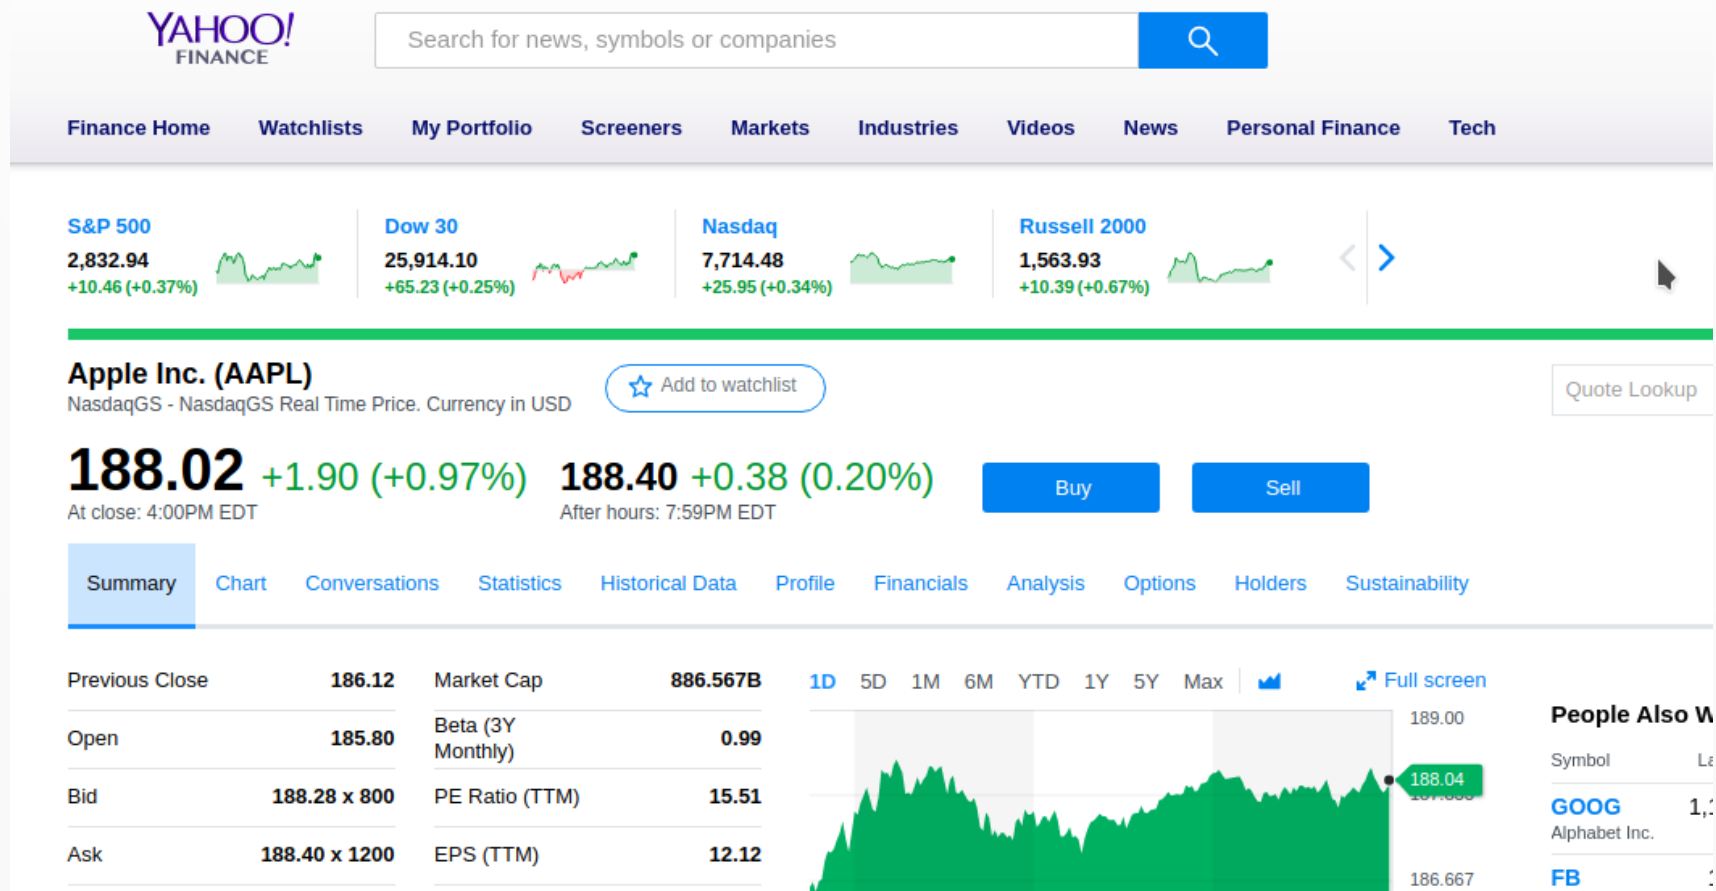 YAHOO!
FINANCE
Search for news, symbols or companies
Finance Home Watchlists My Portfolio Screeners Markets Industries Videos News Personal Finance Tech
S&P 500 Dow 30 Nasdaq Russell 2000
2,832.94 25,914.10 7,714.48 1,563.93
+10.46 (+0.37%) +65.23 (+0.25%) +25.95 (+0.34%) +10.39 (+0.67%)
Apple Inc. (AAPL) Add to watchlist Quote Lookup
NasdaqGS - NasdaqGS Real Time Price. Currency in USD
188.02 +1.90 (+0.97%) 188.40 +0.38 (0.20%) Buy Sell
At close: 4:00PM EDT After hours: 7:59PM EDT
Summary Chart Conversations Statistics Historical Data Profile Financials Analysis Options Holders Sustainability
Previous Close 186.12 Market Cap 886.567B 1D 5D 1M 6M YTD 1Y 5Y Max Full screen
People Also
189.00
Open 185.80 Beta (3Y
Monthly) 0.99
Symbol
188.04
Bid 188.28 x 800 PE Ratio (TTM) 15.51
GOOG
Alphabet Inc.
Ask 188.40 x 1200 EPS (TTM) 12.12
186.667
FB